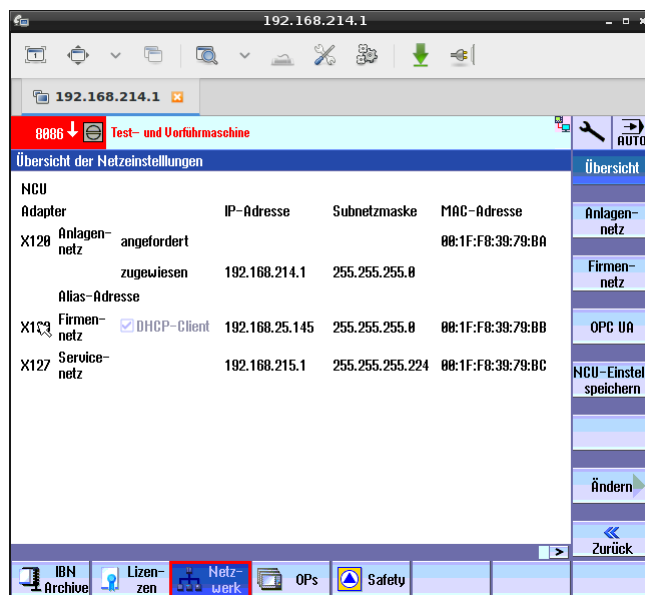 192.168.214.1
192.168.214.1
8086 Test- und Vorführmaschine
AUTO
Übersicht der Netzeinstelllungen
Übersicht
NCU
Adapter IP-Adresse Subnetzmaske MAC-Adresse
Anlagen-
netz
X120 Anlagen-
netz angefordert 00:1F:F8:39:79:BA
zugewiesen 192.168.214.1 255.255.255.0
Firmen-
netz
Alias-Adresse
Firmen-
netz DHCP-Client 192.168.25.145 255.255.255.0 00:1F:F8:39:79:BB
OPC UA
X127 Service-
netz 192.168.215.1 255.255.255.224 00:1F:F8:39:79:BC
NCU-Einstel
speichern
Ändern
Zurück
IBN
Archive
Lizen-
zen
Netz-
werk
OPs
Safety